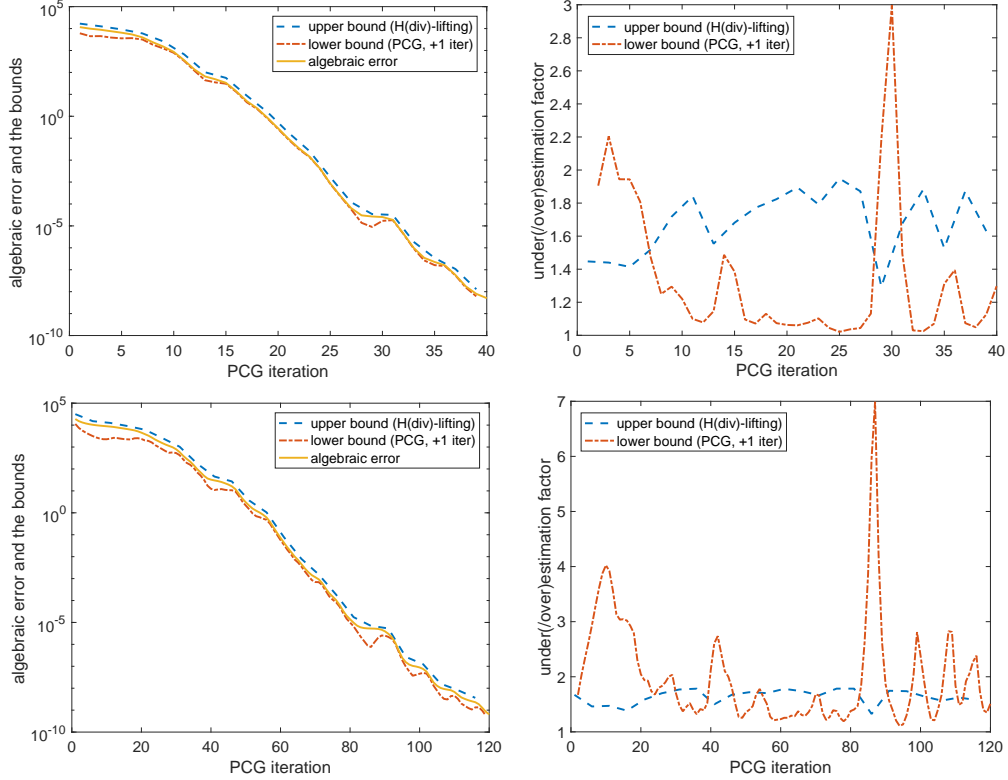 10^5
10^0
10^-5
10^-10
algebraic error and the bounds
upper bound (H(div)-lifting)
lower bound (PCG, +1 iter)
algebraic error
0 5 10 15 20 25 30 35 40
PCG iteration
3
2.8
2.6
2.4
2.2
2
1.8
1.6
1.4
1.2
1
under(/over)estimation factor
upper bound (H(div)-lifting)
lower bound (PCG, +1 iter)
0 5 10 15 20 25 30 35 40
PCG iteration
10^5
10^0
10^-5
10^-10
algebraic error and the bounds
upper bound (H(div)-lifting)
lower bound (PCG, +1 iter)
algebraic error
0 20 40 60 80 100 120
PCG iteration
7
6
5
4
3
2
1
under(/over)estimation factor
upper bound (H(div)-lifting)
lower bound (PCG, +1 iter)
0 20 40 60 80 100 120
PCG iteration